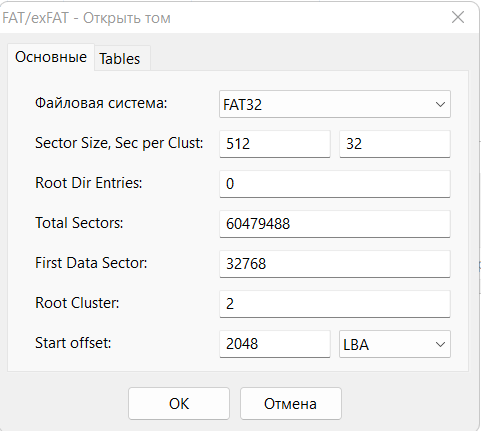 FAT/exFAT - Открыть том
Основные Tables
Файловая система: FAT32
Sector Size, Sec per Clust: 512 32
Root Dir Entries: 0
Total Sectors: 60479488
First Data Sector: 32768
Root Cluster: 2
Start offset: 2048 LBA
OK Отмена